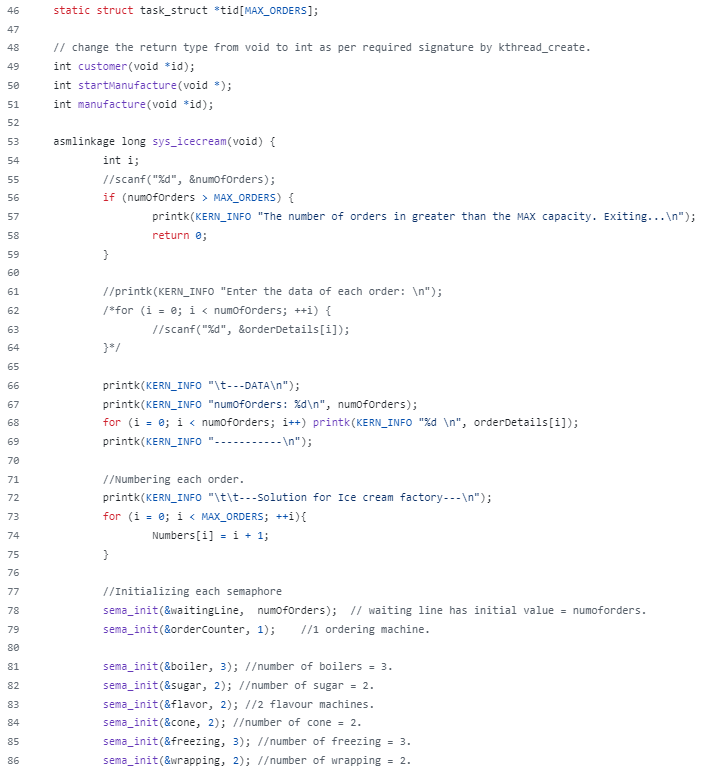 46 static struct task_struct *tid[MAX_ORDERS];
47
48 // change the return type from void to int as per required signature by kthread_create.
49 int customer(void *id);
50 int startManufacture(void *);
51 int manufacture(void *id);
52
53 asmlinkage long sys_icecream(void) {
54 int i;
55 //scanf("%d", &numOfOrders);
56 if (numOfOrders > MAX_ORDERS) {
57 printk(KERN_INFO "The number of orders in greater than the MAX capacity. Exiting...\n");
58 return 0;
59 }
60
61 //printk(KERN_INFO "Enter the data of each order: \n");
62 /*for (i = 0; i < numOfOrders; ++i) {
63 //scanf("%d", &orderDetails[i]);
64 }*/
65
66 printk(KERN_INFO "\t---DATA\n");
67 printk(KERN_INFO "numOfOrders: %d\n", numOfOrders);
68 for (i = 0; i < numOfOrders; i++) printk(KERN_INFO "%d \n", orderDetails[i]);
69 printk(KERN_INFO "-----------\n");
70
71 //Numbering each order.
72 printk(KERN_INFO "\t\t---Solution for Ice cream factory---\n");
73 for (i = 0; i < MAX_ORDERS; ++i){
74 Numbers[i] = i + 1;
75 }
76
77 //Initializing each semaphore
78 sema_init(&waitingLine, numOfOrders); // waiting line has initial value = numoforders.
79 sema_init(&orderCounter, 1); //1 ordering machine.
80
81 sema_init(&boiler, 3); //number of boilers = 3.
82 sema_init(&sugar, 2); //number of sugar = 2.
83 sema_init(&flavor, 2); //2 flavour machines.
84 sema_init(&cone, 2); //number of cone = 2.
85 sema_init(&freezing, 3); //number of freezing = 3.
86 sema_init(&wrapping, 2); //number of wrapping = 2.